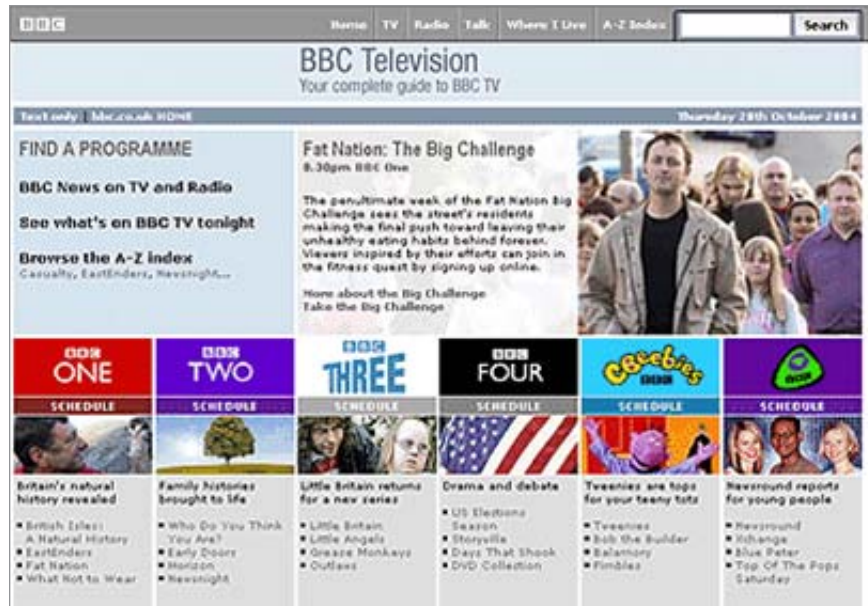 BBC
Home TV Radio Talk Where I Live A-Z Index Search
BBC Television
Your complete guide to BBC TV
Text only | bbc.co.uk HOME
Thursday 28th October 2004
FIND A PROGRAMME
BBC News on TV and Radio
See what's on BBC TV tonight
Browse the A-Z index
Casualty, EastEnders, Newsnight...
Fat Nation: The Big Challenge
8.30pm BBC One
The penultimate week of the Fat Nation Big
Challenge sees the street's residents
making the final push toward leaving their
unhealthy eating habits behind forever.
Viewers inspired by their efforts can join in
the fitness quest by signing up online.
More about the Big Challenge
Take the Big Challenge
BBC
ONE
SCHEDULE
Britain's natural
history revealed
British Isles:
A Natural History
EastEnders
Fat Nation
What Not to Wear
BBC
TWO
SCHEDULE
Family histories
brought to life
Who Do You Think
You Are?
Early Doors
Horizon
Newsnight
BBC
THREE
SCHEDULE
Little Britain returns
for a new series
Little Britain
Little Angels
Grease Monkeys
Outlaws
BBC
FOUR
SCHEDULE
Drama and debate
US Elections
Season
Storyville
Days That Shook
DVD Collection
CBeebies
BBC
SCHEDULE
Tweenies are tops
for your teeny tots
Tweenies
Bob the Builder
Balamory
Fimbles
SCHEDULE
Newsround reports
for young people
Newsround
Xchange
Blue Peter
Top Of The Pops
Saturday